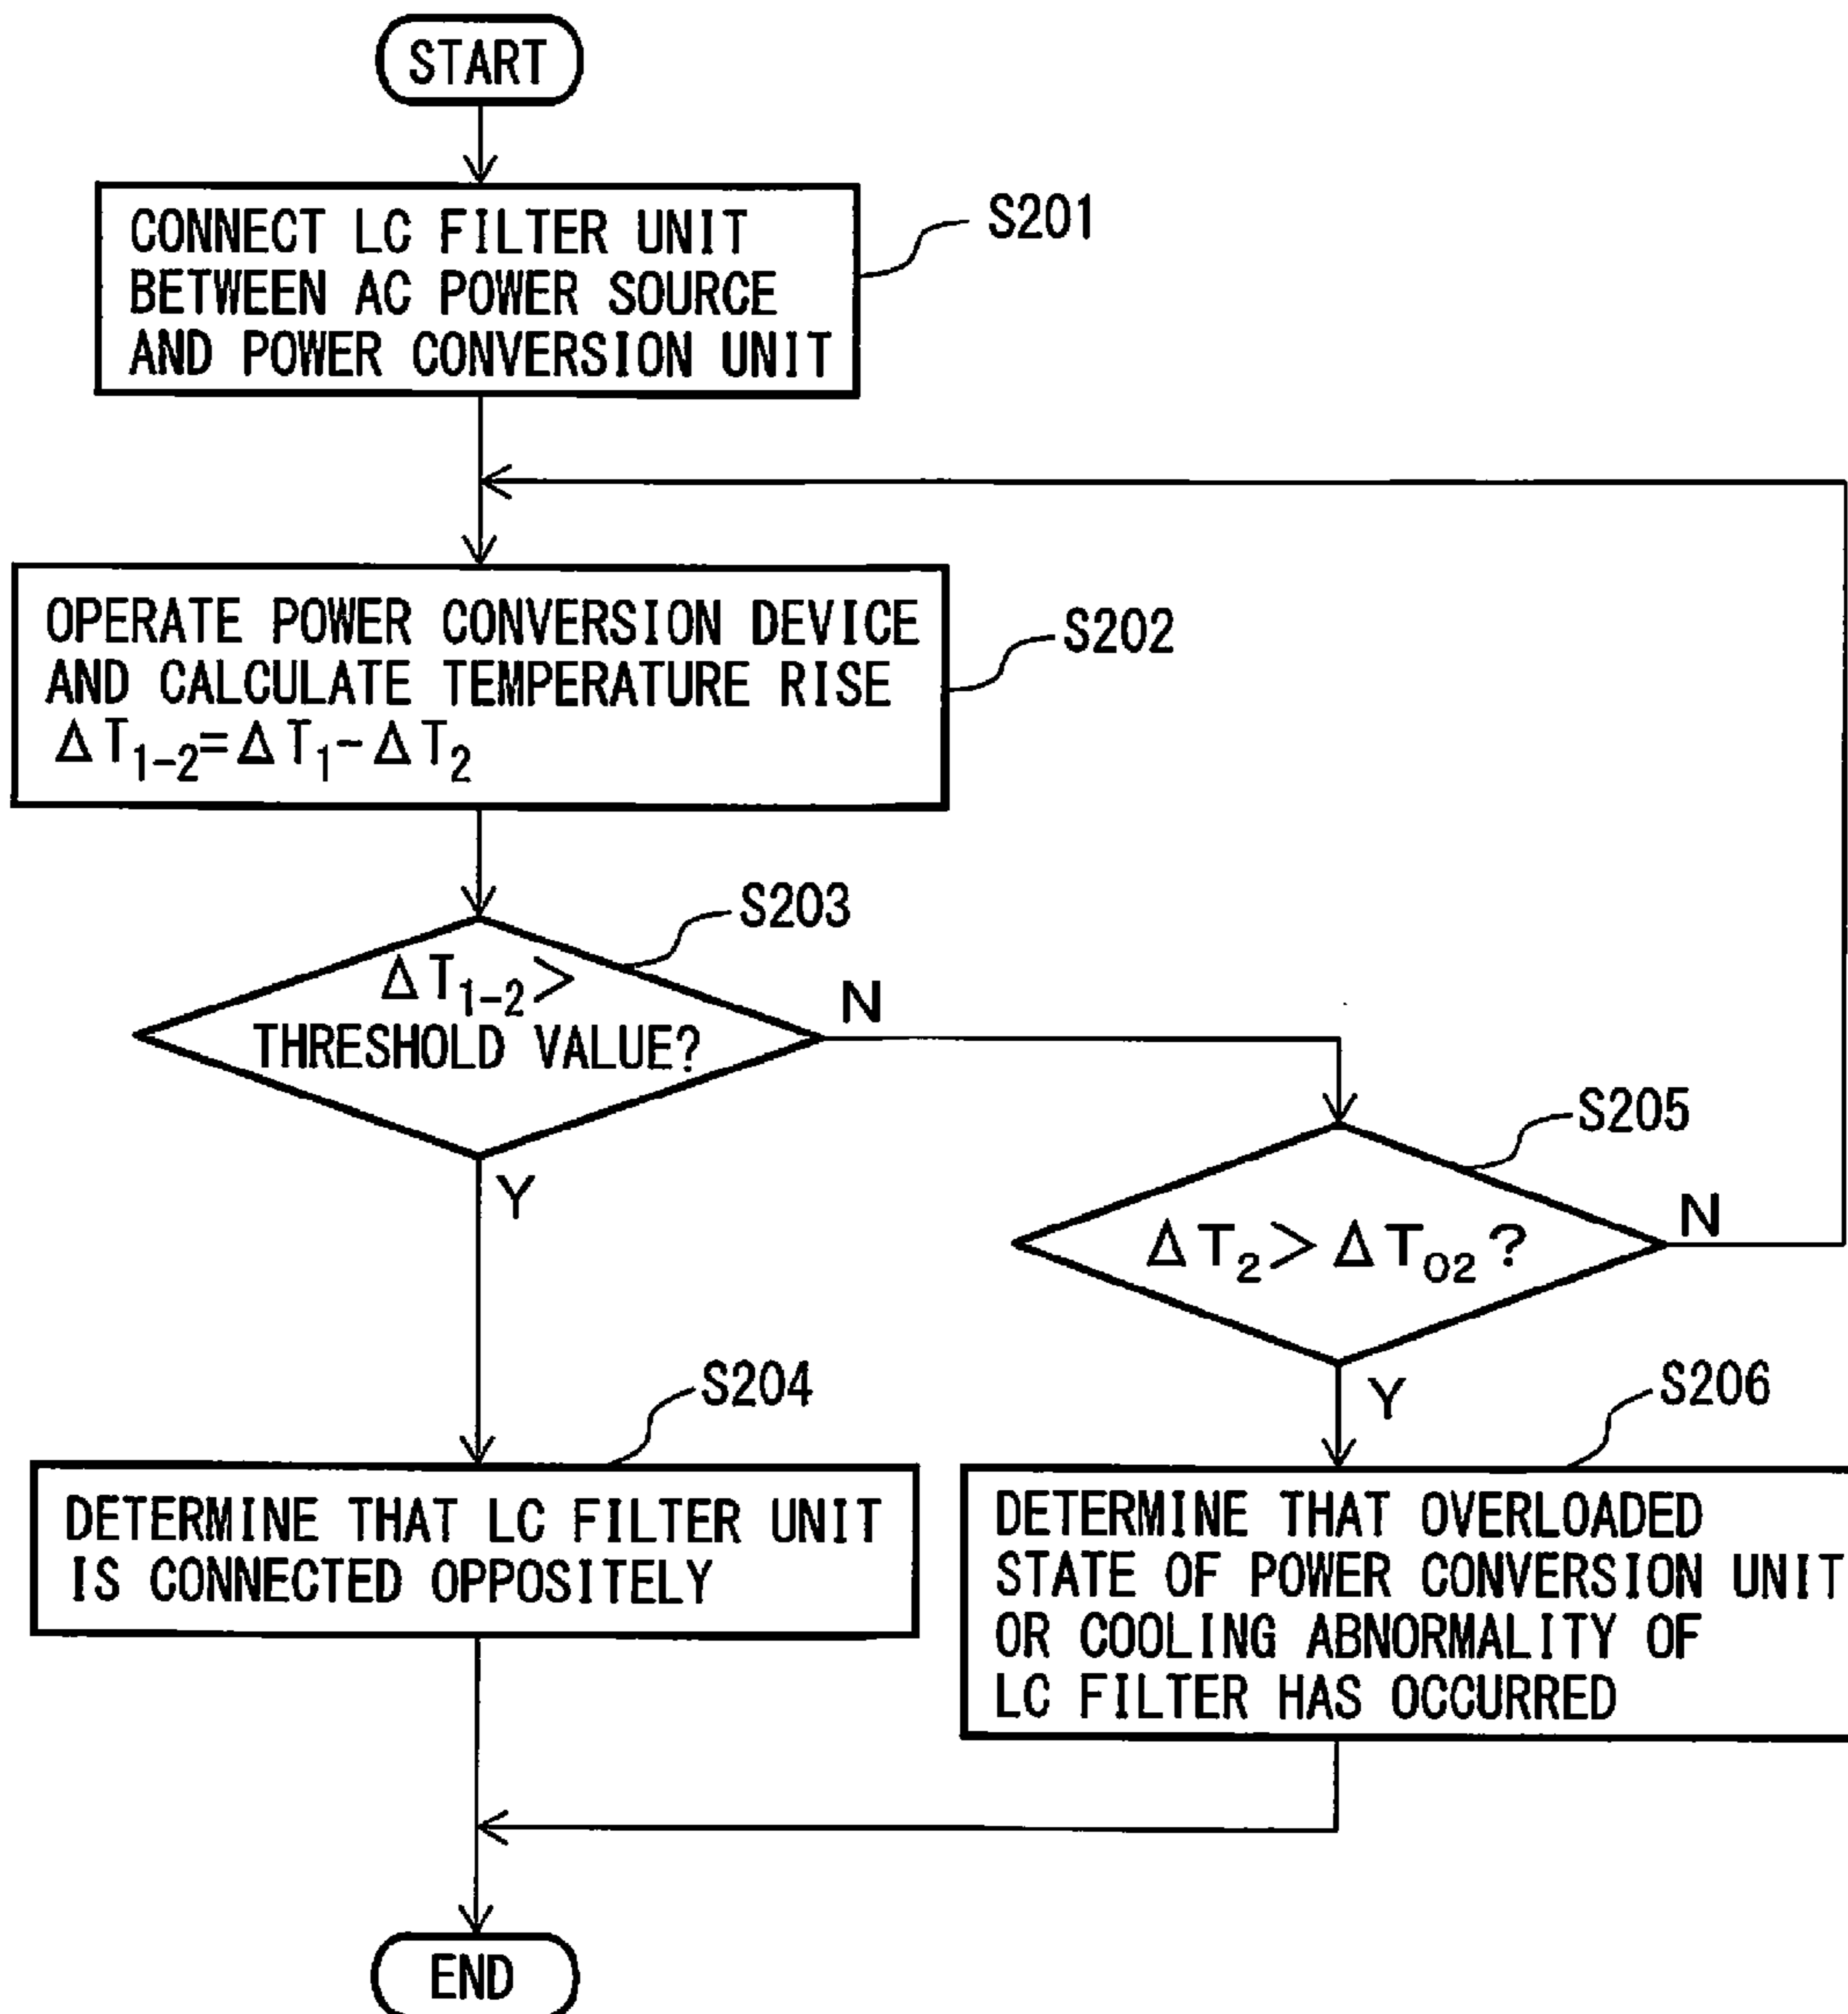 START
CONNECT LC FILTER UNIT
BETWEEN AC POWER SOURCE
AND POWER CONVERSION UNIT
S201
OPERATE POWER CONVERSION DEVICE
AND CALCULATE TEMPERATURE RISE
ΔT1-2=ΔT1-ΔT2
S202
S203
ΔT1-2>
THRESHOLD VALUE?
N
Y
S205
ΔT2>ΔT02?
N
Y
S204
DETERMINE THAT LC FILTER UNIT
IS CONNECTED OPPOSITELY
S206
DETERMINE THAT OVERLOADED
STATE OF POWER CONVERSION UNIT
OR COOLING ABNORMALITY OF
LC FILTER HAS OCCURRED
END